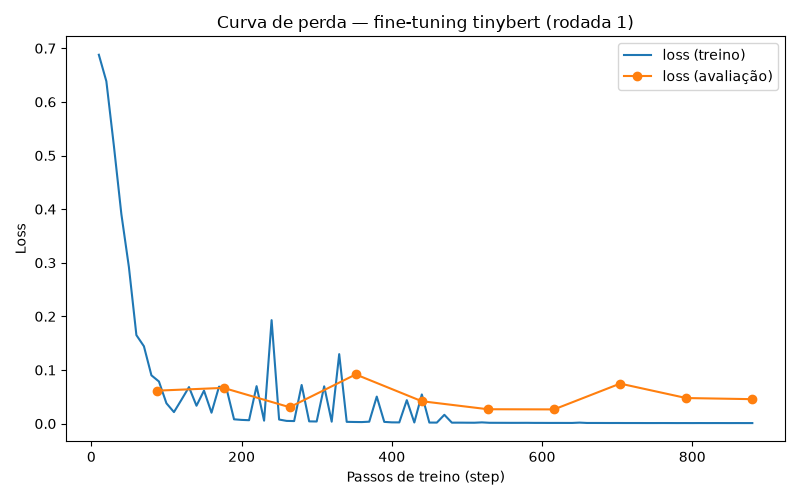 Curva de perda — fine-tuning tinybert (rodada 1)
loss (treino)
loss (avaliação)
Loss
0.7
0.6
0.5
0.4
0.3
0.2
0.1
0.0
0
200
400
600
800
Passos de treino (step)